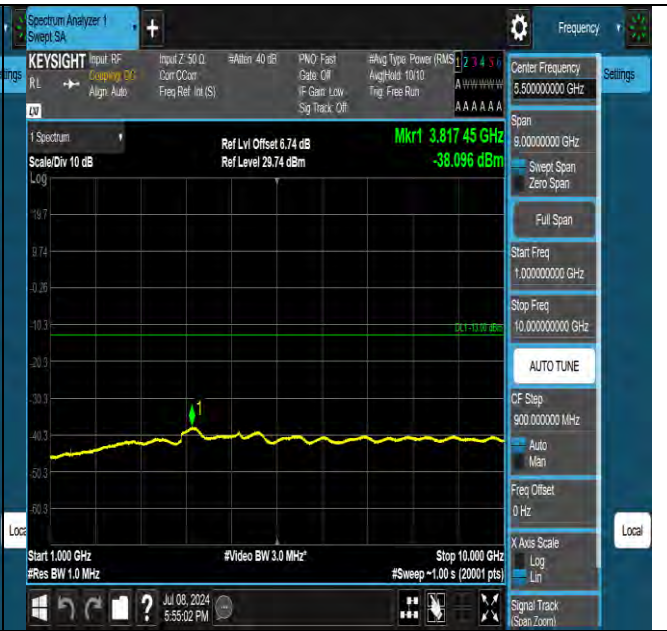 Spectrum Analyzer 1
Swept SA
+
Frequency
KEYSIGHT
RL
Input: RF
Coupling: DC
Align: Auto
Input Z: 50 Ω
Corr CCorr
Freq Ref: Int (S)
#Atten: 40 dB
PNO: Fast
Gate: Off
IF Gain: Low
Sig Track: Off
#Avg Type: Power (RMS
Avg|Hold: 10/10
Trig: Free Run
1 2 3 4 5 6
A W W W W W
A A A A A A
tings
Settings
1 Spectrum
Scale/Div 10 dB
Log
Ref Lvl Offset 6.74 dB
Ref Level 29.74 dBm
Mkr1 3.817 45 GHz
-38.096 dBm
19.7
9.74
-0.26
-10.3
-20.3
-30.3
-40.3
-50.3
-60.3
DL1 -13.00 dBm
1
Start 1.000 GHz
#Res BW 1.0 MHz
#Video BW 3.0 MHz*
Stop 10.000 GHz
#Sweep ~1.00 s (20001 pts)
Center Frequency
5.500000000 GHz
Span
9.00000000 GHz
Swept Span
Zero Span
Full Span
Start Freq
1.000000000 GHz
Stop Freq
10.000000000 GHz
AUTO TUNE
CF Step
900.000000 MHz
Auto
Man
Freq Offset
0 Hz
X Axis Scale
Log
Lin
Signal Track
(Span Zoom)
Loca
Local
?
Jul 08, 2024
5:55:02 PM